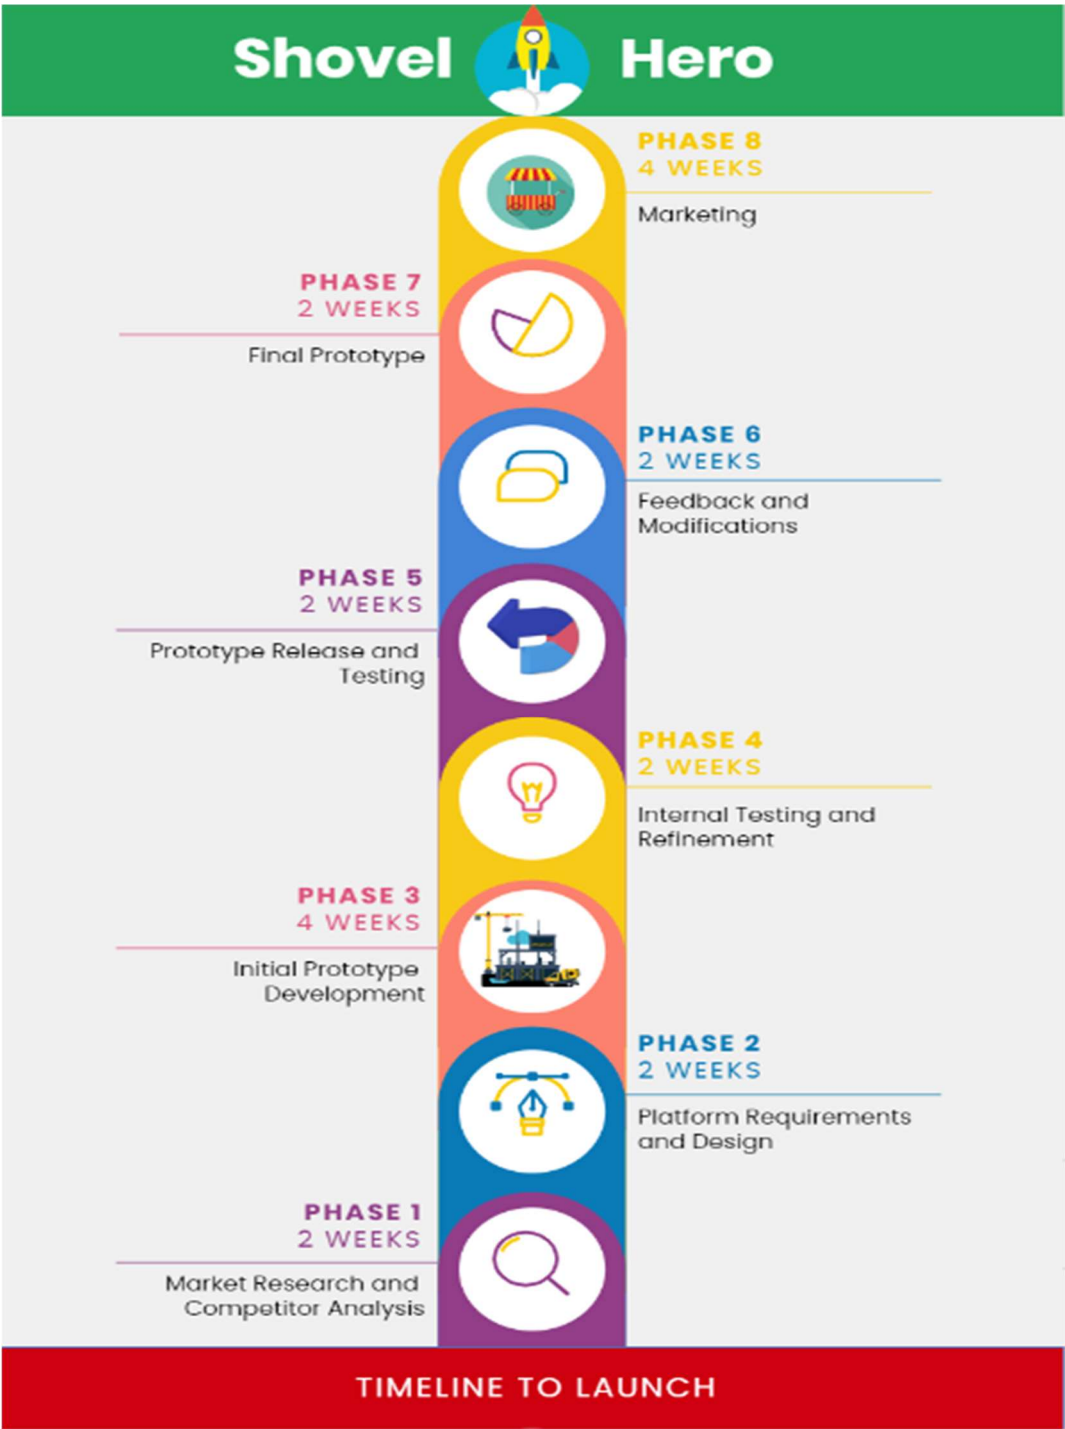 Shovel Hero
PHASE 8
4 WEEKS
Marketing
PHASE 7
2 WEEKS
Final Prototype
PHASE 6
2 WEEKS
Feedback and
Modifications
PHASE 5
2 WEEKS
Prototype Release and
Testing
PHASE 4
2 WEEKS
Internal Testing and
Refinement
PHASE 3
4 WEEKS
Initial Prototype
Development
PHASE 2
2 WEEKS
Platform Requirements
and Design
PHASE 1
2 WEEKS
Market Research and
Competitor Analysis
TIMELINE TO LAUNCH